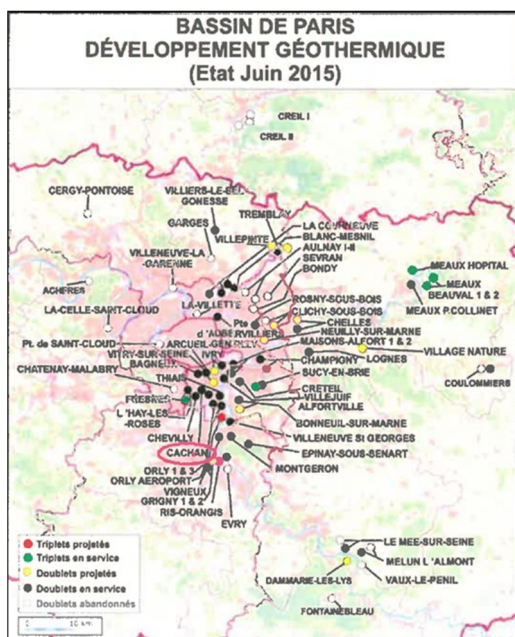 BASSIN DE PARIS
DÉVELOPPEMENT GÉOTHERMIQUE
(Etat Juin 2015)
CREIL I
CREIL II
CERGY-PONTOISE
VILLIERS-LE-BEL
GONESSE
TREMBLAY
GARGES
VILLEPINTE
LA COURNEUVE
BLANC-MESNIL
AULNAY I-II
SEVRAN
BONDY
VILLENEUVE-LA
-GARENNE
MEAUX HOPITAL
MEAUX
BEAUVAL 1 & 2
MEAUX P.COLLINET
ACHERES
LA-CELLE-SAINT-CLOUD
LA-VILLETTE
ROSNY-SOUS-BOIS
CLICHY-SOUS-BOIS
Pte
d'AUBERVILLIERS
CHELLES
NEUILLY-SUR-MARNE
MAISONS-ALFORT 1 & 2
Pt. de SAINT-CLOUD
ARCUEIL-GENTILLY
VITRY-SUR-SEINE
IVRY
BAGNEUX
CHAMPIGNY
LOGNES
VILLAGE NATURE
CHATENAY-MALABRY
THIAIS
SUCY-EN-BRIE
COULOMMIERS
FRESNES
CRETEIL
VILLEJUIF
ALFORTVILLE
L 'HAY-LES
-ROSES
BONNEUIL-SUR-MARNE
CHEVILLY
VILLENEUVE ST GEORGES
CACHAN
EPINAY-SOUS-SENART
ORLY 1 & 3
MONTGERON
ORLY AEROPORT
VIGNEUX
GRIGNY 1 & 2
RIS-ORANGIS
EVRY
Triplets projetés
Triplets en service
Doublets projetés
Doublets en service
Doublets abandonnés
LE MEE-SUR-SEINE
MELUN L 'ALMONT
DAMMARIE-LES-LYS
VAUX-LE-PENIL
FONTAINEBLEAU
0 10 km